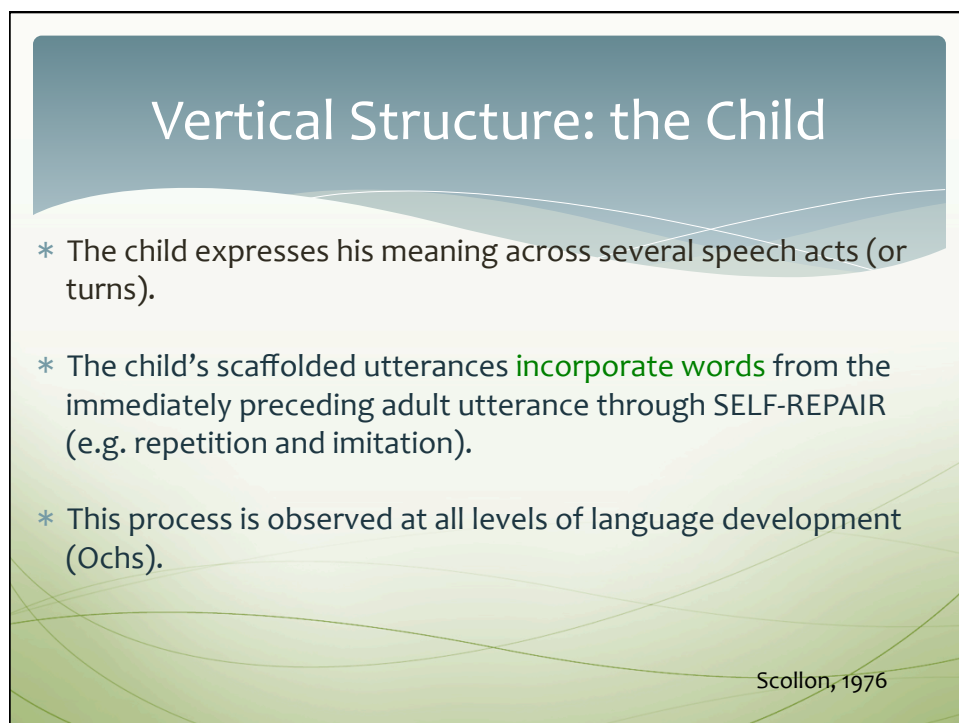 Vertical Structure: the Child
* The child expresses his meaning across several speech acts (or
turns).
* The child’s scaffolded utterances incorporate words from the
immediately preceding adult utterance through SELF-REPAIR
(e.g. repetition and imitation).
* This process is observed at all levels of language development
(Ochs).
Scollon, 1976